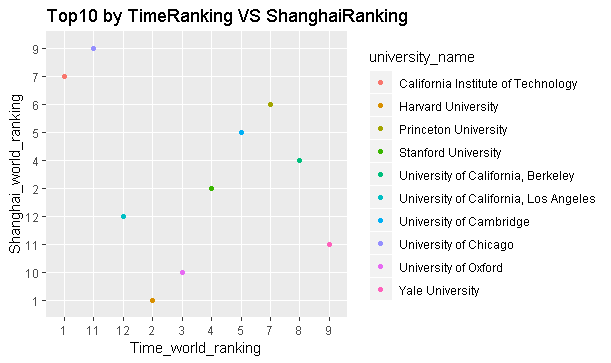 Top10 by TimeRanking VS ShanghaiRanking
Shanghai_world_ranking
9
7
6
5
4
2
12
11
10
1
1 11 12 2 3 4 5 7 8 9
Time_world_ranking
university_name
California Institute of Technology
Harvard University
Princeton University
Stanford University
University of California, Berkeley
University of California, Los Angeles
University of Cambridge
University of Chicago
University of Oxford
Yale University